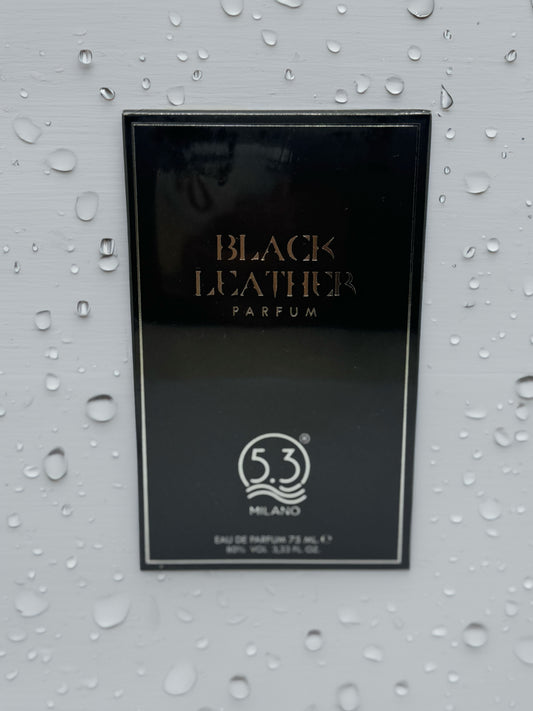 BLACK
LEATHER
PARFUM
5.3®
MILANO
EAU DE PARFUM 75 ML. e
80% VOL 3,33 FL. OZ.